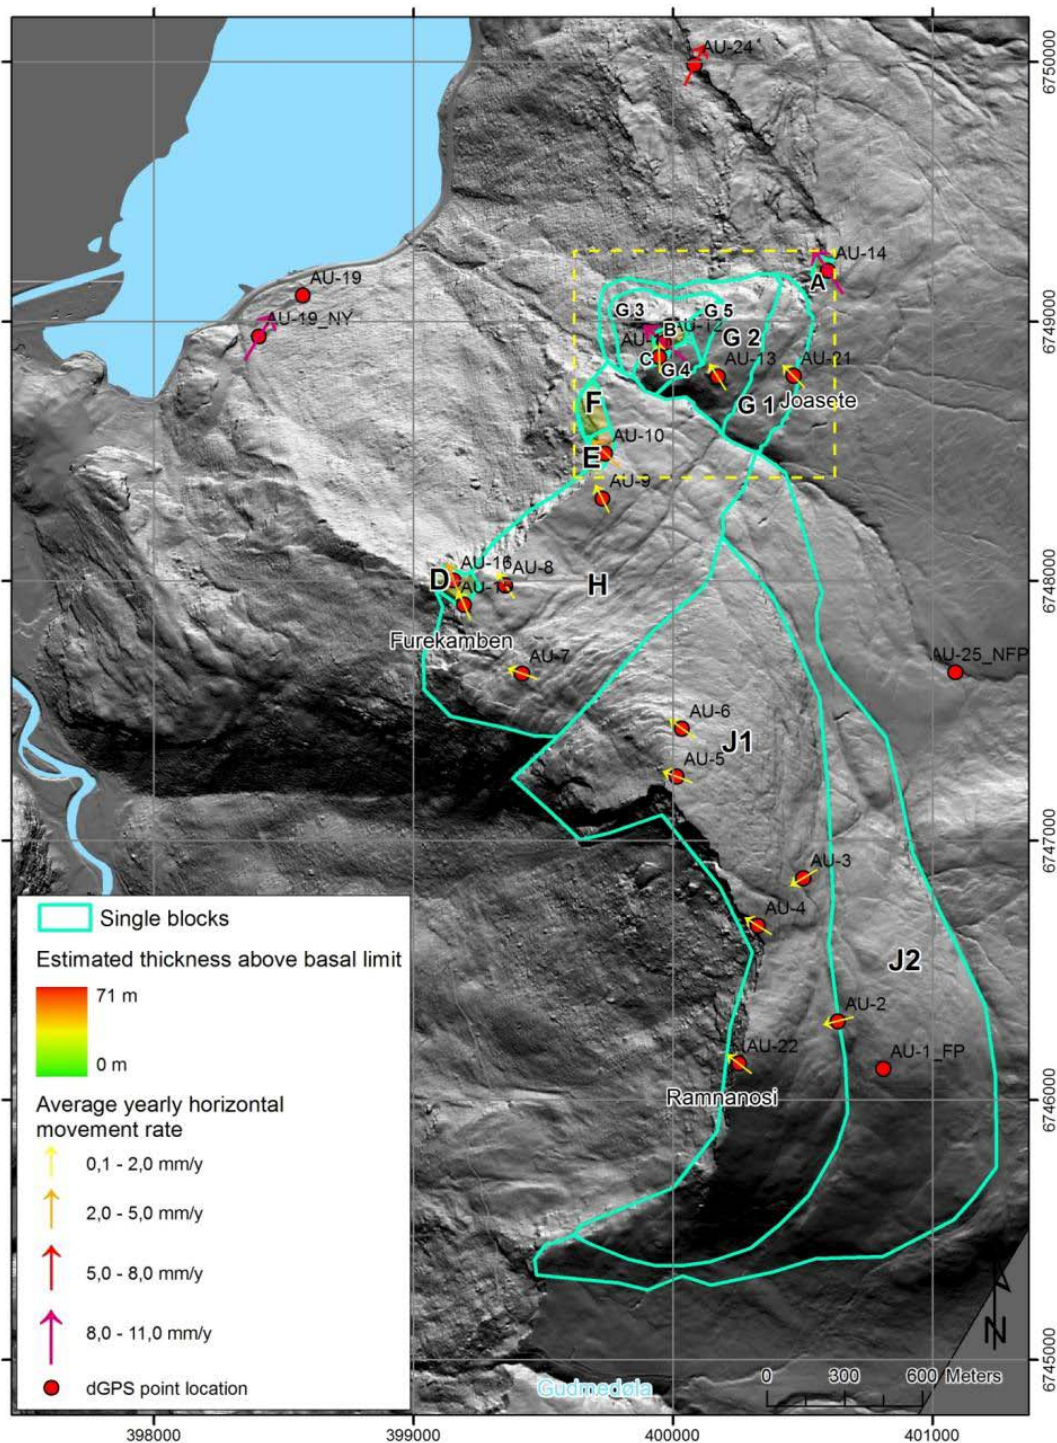 AU-24
6750000
AU-14
A
AU-19
AU-19_NY
G 3
G 5
B
6749000
G 2
C
G 4
AU-13
AU-21
G 1
Joasete
F
AU-10
E
AU-9
AU-16
AU-8
D
H
6748000
Furekamben
AU-7
AU-25_NFP
AU-6
J1
AU-5
6747000
AU-3
AU-4
J2
AU-2
AU-22
AU-1_FP
Ramnanosi
6746000
Single blocks
Estimated thickness above basal limit
71 m
0 m
Average yearly horizontal
movement rate
0,1 - 2,0 mm/y
2,0 - 5,0 mm/y
5,0 - 8,0 mm/y
8,0 - 11,0 mm/y
dGPS point location
N
0 300 600 Meters
6745000
Gudmedøla
398000 399000 400000 401000